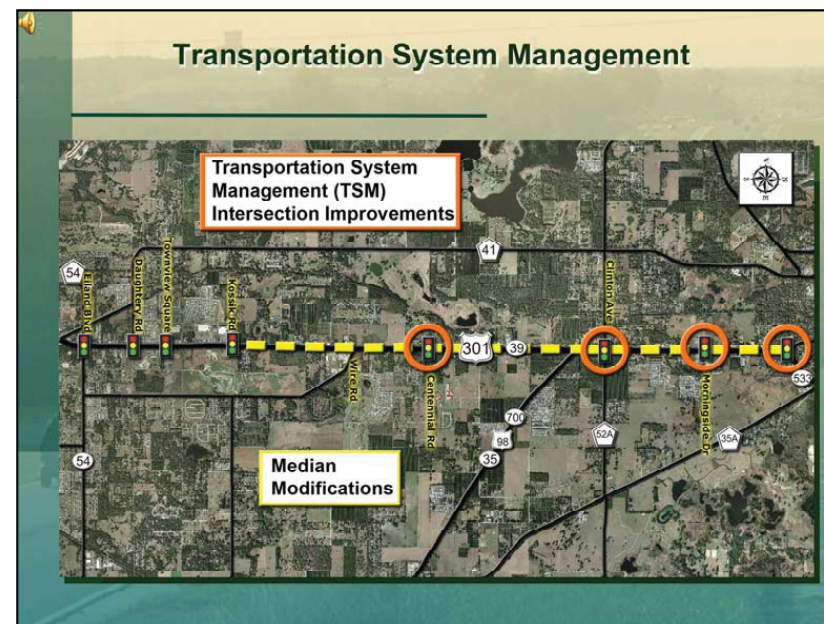 Transportation System Management
Transportation System
Management (TSM)
Intersection Improvements
41
54
Eiland Blvd
Daughtery Rd
Townview Square
Kossik Rd
Clinton Ave
301
39
Wire Rd
Centennial Rd
Morningside Dr
533
700
98
35
52A
35A
54
Median
Modifications